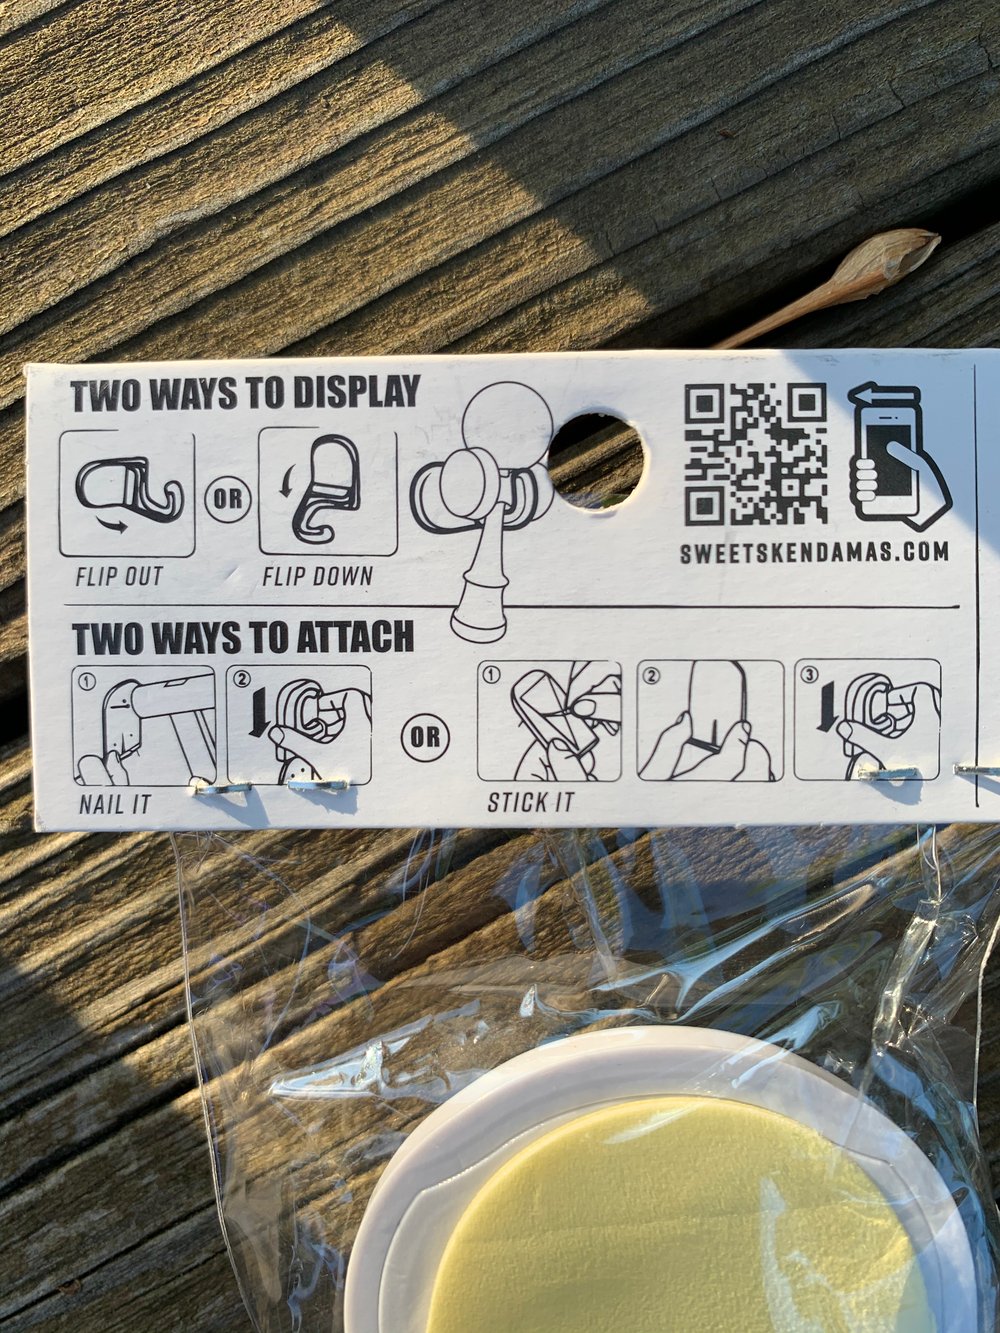 TWO WAYS TO DISPLAY
OR
FLIP OUT
FLIP DOWN
SWEETSKENDAMAS.COM
TWO WAYS TO ATTACH
1
2
OR
1
2
3
NAIL IT
STICK IT